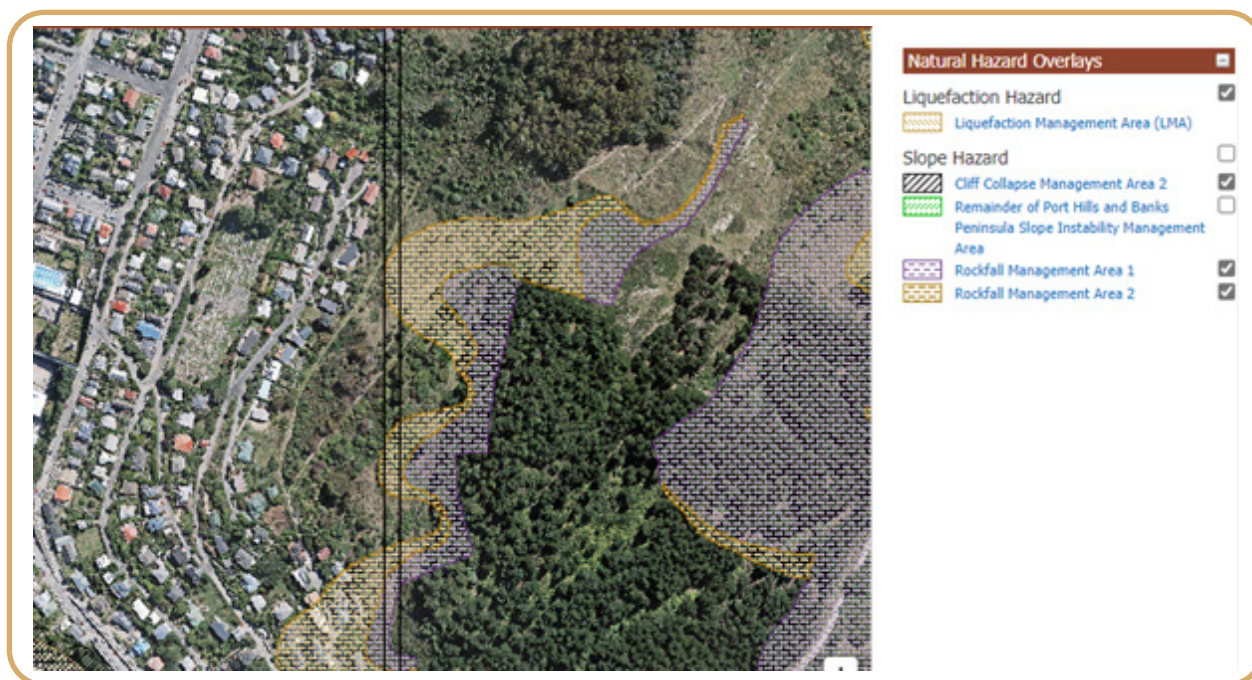 Natural Hazard Overlays
Liquefaction Hazard
Liquefaction Management Area (LMA)
Slope Hazard
Cliff Collapse Management Area 2
Remainder of Port Hills and Banks
Peninsula Slope Instability Management
Area
Rockfall Management Area 1
Rockfall Management Area 2